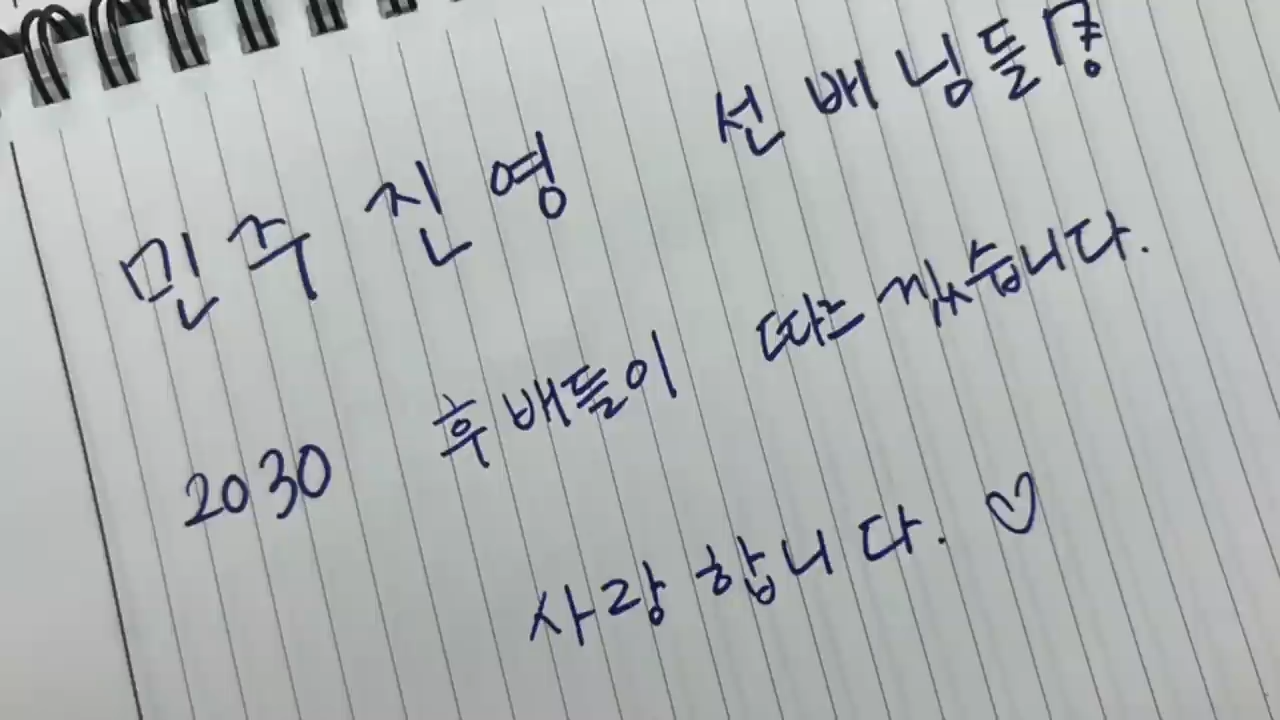 민주진영 선배님들
2030 후배들이 따르겠습니다.
사랑합니다. ♡